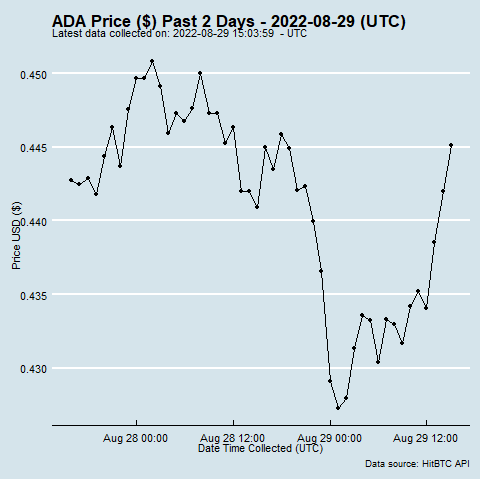 ADA Price ($) Past 2 Days - 2022-08-29 (UTC)
Latest data collected on: 2022-08-29 15:03:59 - UTC
0.450
0.445
0.440
0.435
0.430
Price USD ($)
Aug 28 00:00 Aug 28 12:00 Aug 29 00:00 Aug 29 12:00
Date Time Collected (UTC)
Data source: HitBTC API